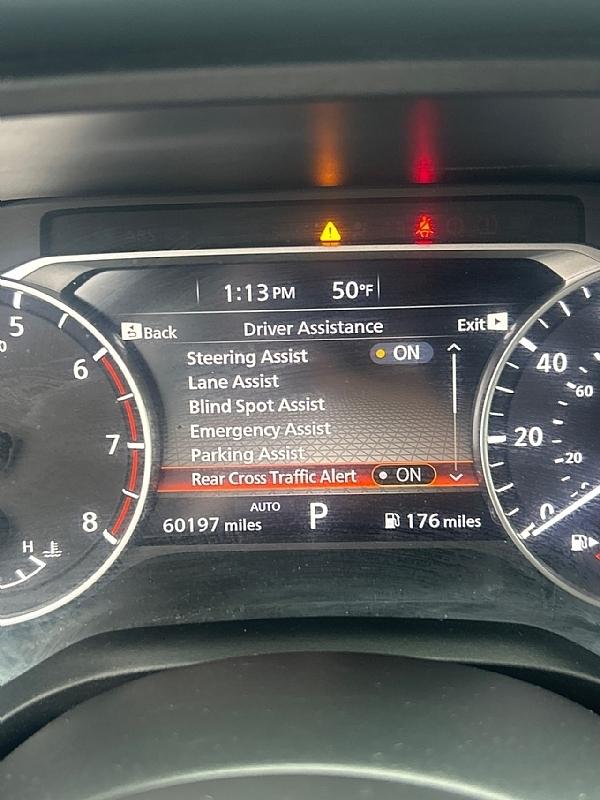 1:13 PM 50°F
Back Driver Assistance Exit
Steering Assist ON
Lane Assist
Blind Spot Assist
Emergency Assist
Parking Assist
Rear Cross Traffic Alert ON
AUTO
60197 miles P 176 miles
5
6
7
8
H
40
60
20
20
0